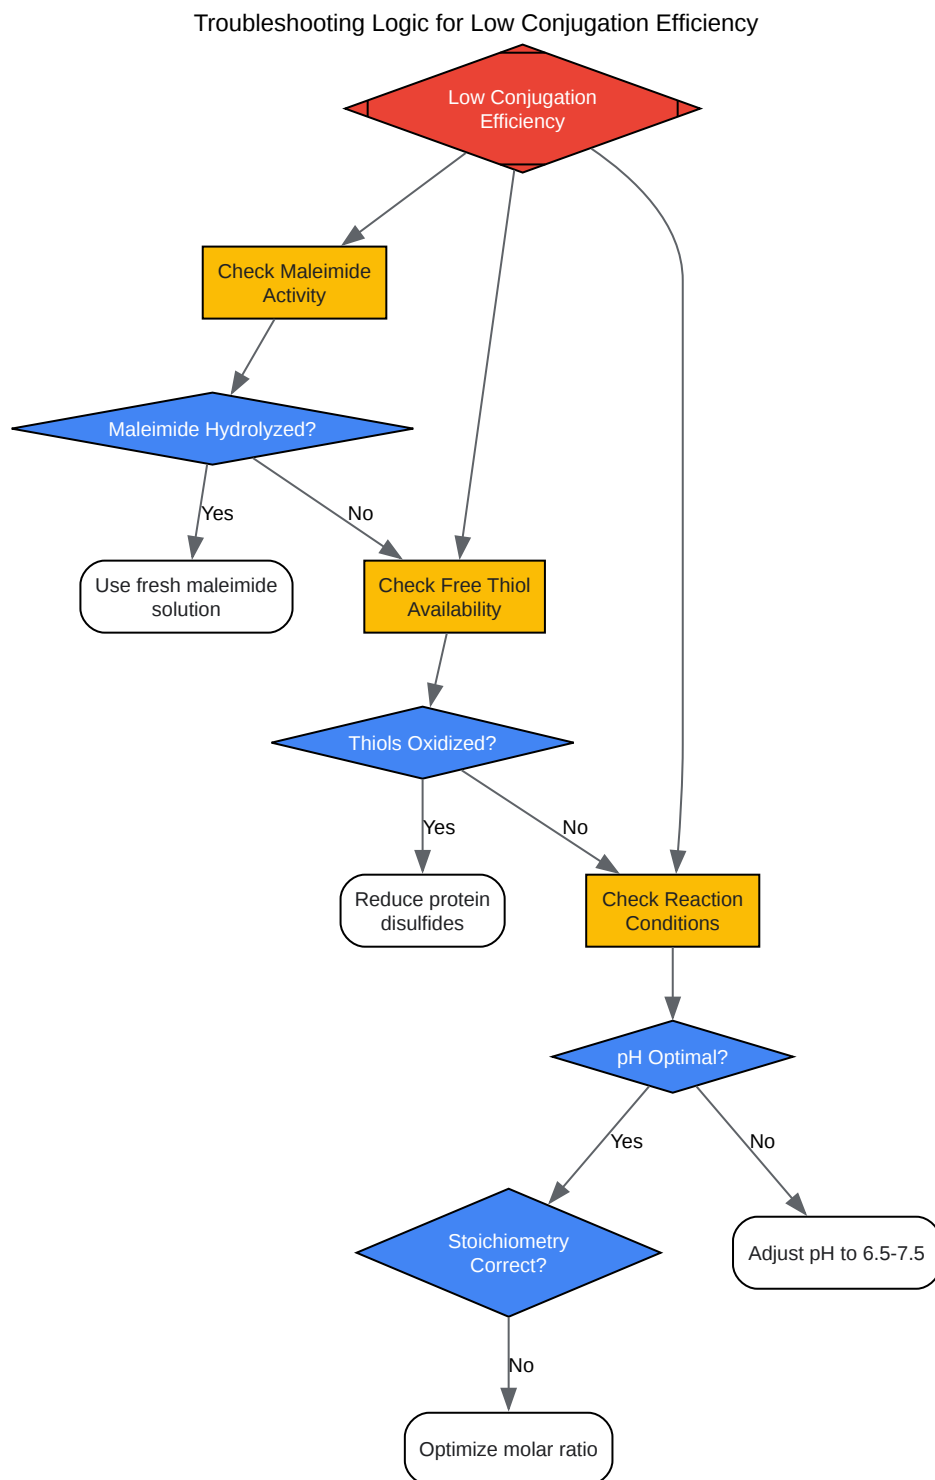 Troubleshooting Logic for Low Conjugation Efficiency
Low Conjugation
Efficiency
Check Maleimide
Activity
Maleimide Hydrolyzed?
Yes
No
Use fresh maleimide
solution
Check Free Thiol
Availability
Thiols Oxidized?
Yes
No
Reduce protein
disulfides
Check Reaction
Conditions
pH Optimal?
Yes
No
Stoichiometry
Correct?
Adjust pH to 6.5-7.5
No
Optimize molar ratio